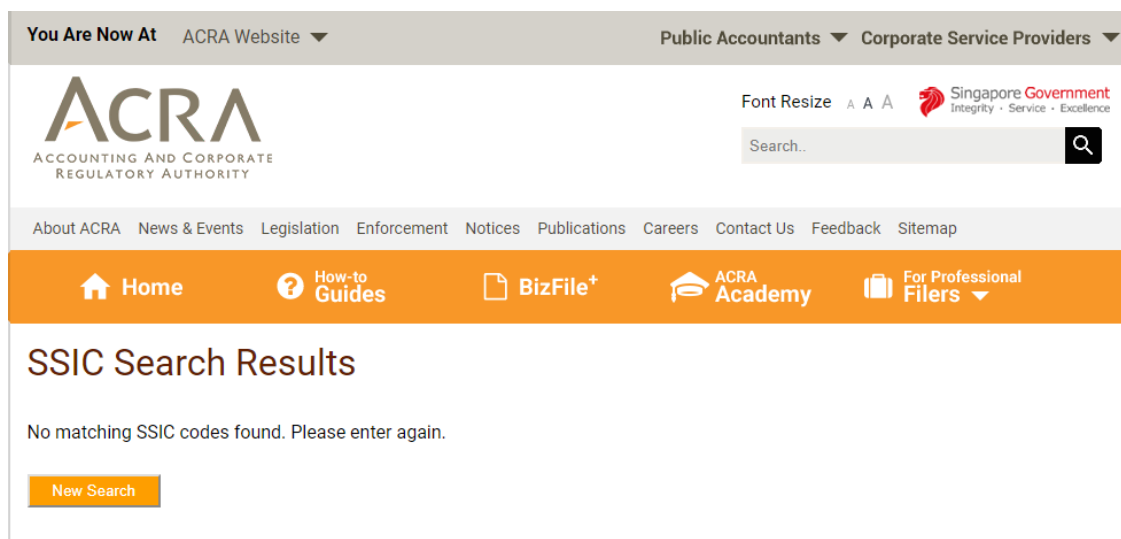 You Are Now At ACRA Website Public Accountants Corporate Service Providers
ACRA
ACCOUNTING AND CORPORATE
REGULATORY AUTHORITY
Font Resize A A A
Singapore Government
Integrity · Service · Excellence
Search..
About ACRA News & Events Legislation Enforcement Notices Publications Careers Contact Us Feedback Sitemap
Home
How-to
Guides
BizFile+
ACRA
Academy
For Professional
Filers
SSIC Search Results
No matching SSIC codes found. Please enter again.
New Search